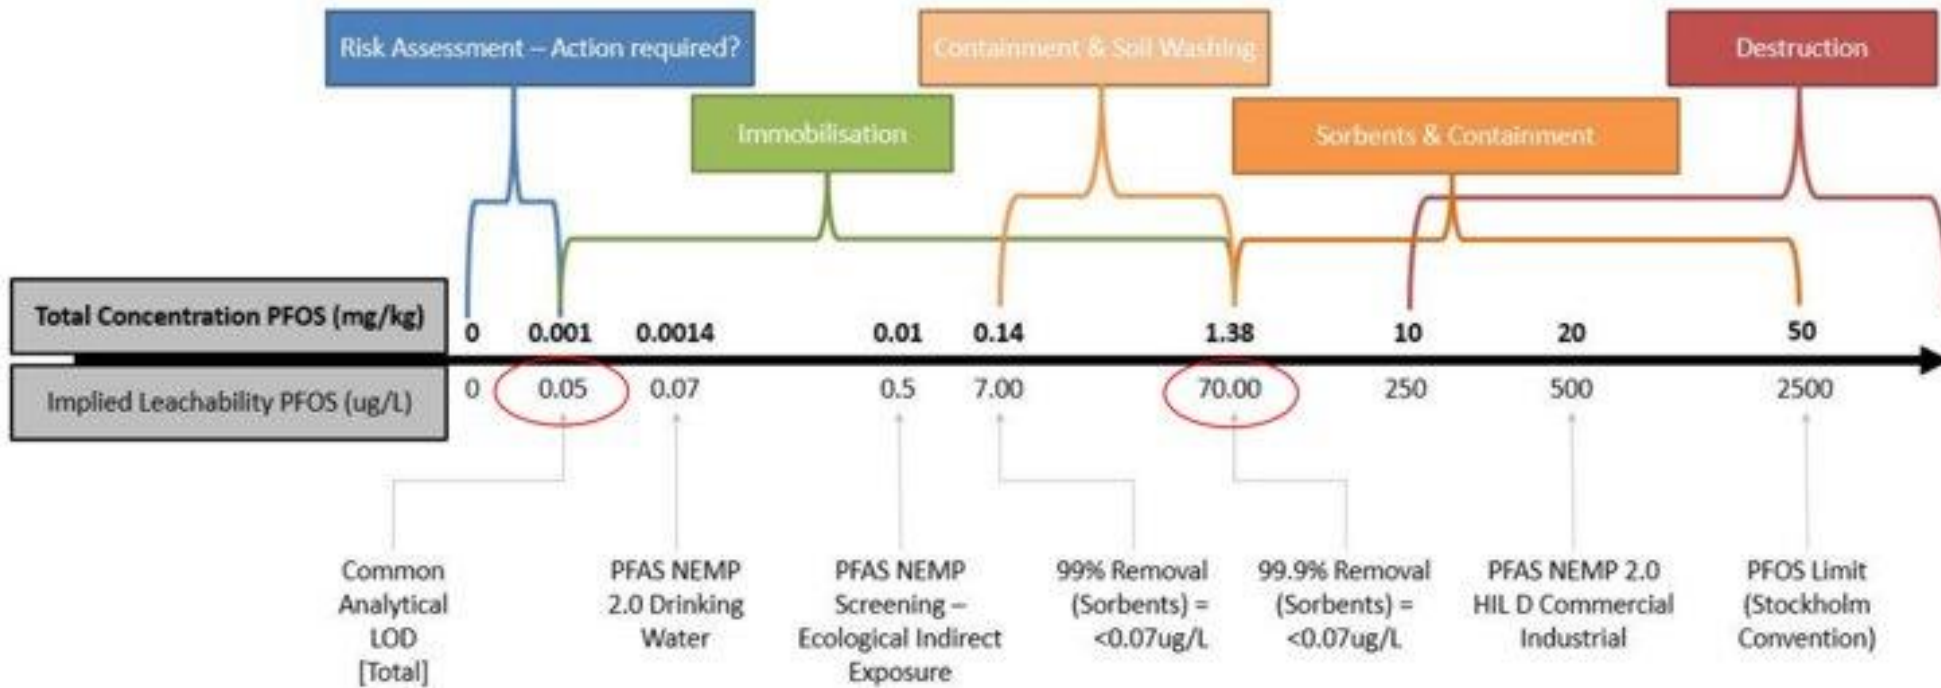 Risk Assessment – Action required?
Containment & Soil Washing
Destruction
Immobilisation
Sorbents & Containment
Total Concentration PFOS (mg/kg)
0 0.001 0.0014 0.01 0.14 1.38 10 20 50
Implied Leachability PFOS (ug/L)
0 0.05 0.07 0.5 7.00 70.00 250 500 2500
Common
Analytical
LOD
[Total]
PFAS NEMP
2.0 Drinking
Water
PFAS NEMP
Screening –
Ecological Indirect
Exposure
99% Removal
(Sorbents) =
<0.07ug/L
99.9% Removal
(Sorbents) =
<0.07ug/L
PFAS NEMP 2.0
HIL D Commercial
Industrial
PFOS Limit
(Stockholm
Convention)